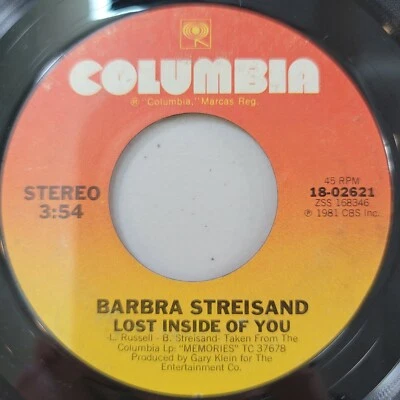 COLUMBIA
® "Columbia," Marcas Reg.
STEREO
3:54
45 RPM
18-02621
ZSS 168346
℗ 1981 CBS Inc.
BARBRA STREISAND
LOST INSIDE OF YOU
L. Russell - B. Streisand- Taken From The
Columbia Lp: "MEMORIES" TC 37678
Produced by Gary Klein for The
Entertainment Co.